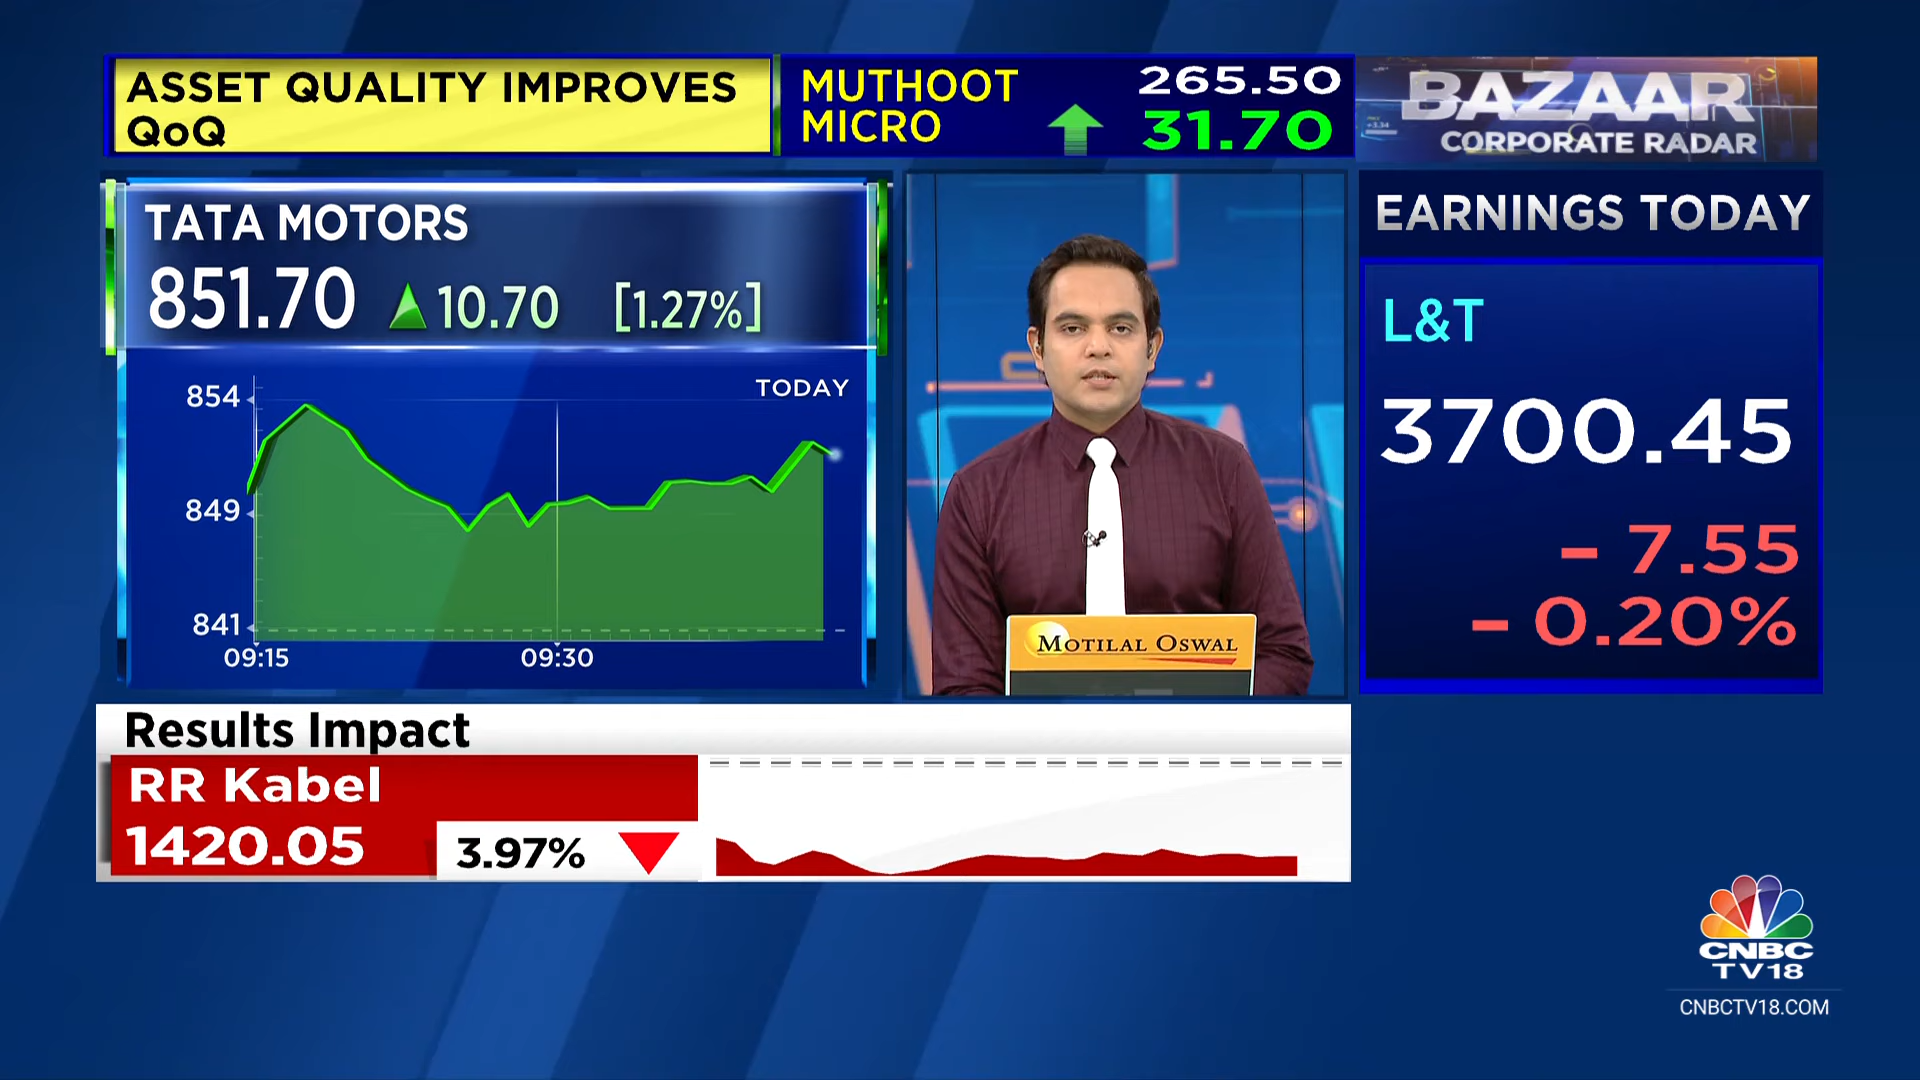 ASSET QUALITY IMPROVES
QoQ
MUTHOOT
MICRO
265.50
31.70
BAZAAR
CORPORATE RADAR
+3.34
TATA MOTORS
851.70 ▲ 10.70 [1.27%]
TODAY
854
849
841
09:15 09:30
MOTILAL OSWAL
EARNINGS TODAY
L&T
3700.45
- 7.55
- 0.20%
Results Impact
RR Kabel
1420.05
3.97% ▼
CNBC
TV18
CNBCTV18.COM